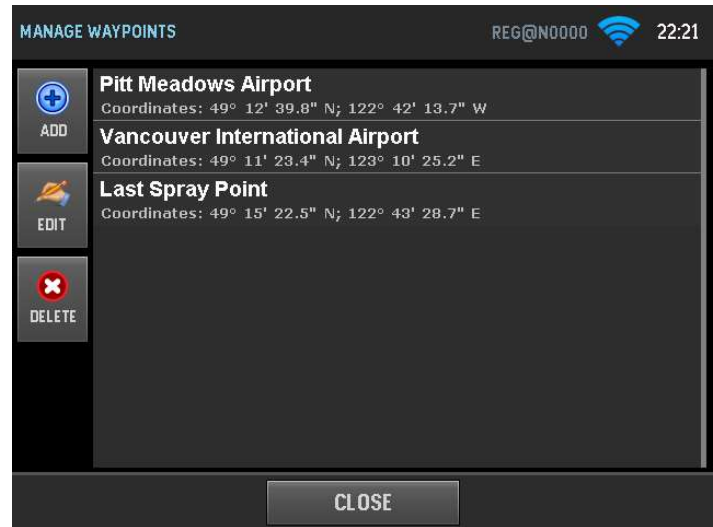 MANAGE WAYPOINTS REG@N0000 22:21
ADD
Pitt Meadows Airport
Coordinates: 49° 12' 39.8" N; 122° 42' 13.7" W
Vancouver International Airport
Coordinates: 49° 11' 23.4" N; 123° 10' 25.2" E
EDIT
Last Spray Point
Coordinates: 49° 15' 22.5" N; 122° 43' 28.7" E
DELETE
CLOSE